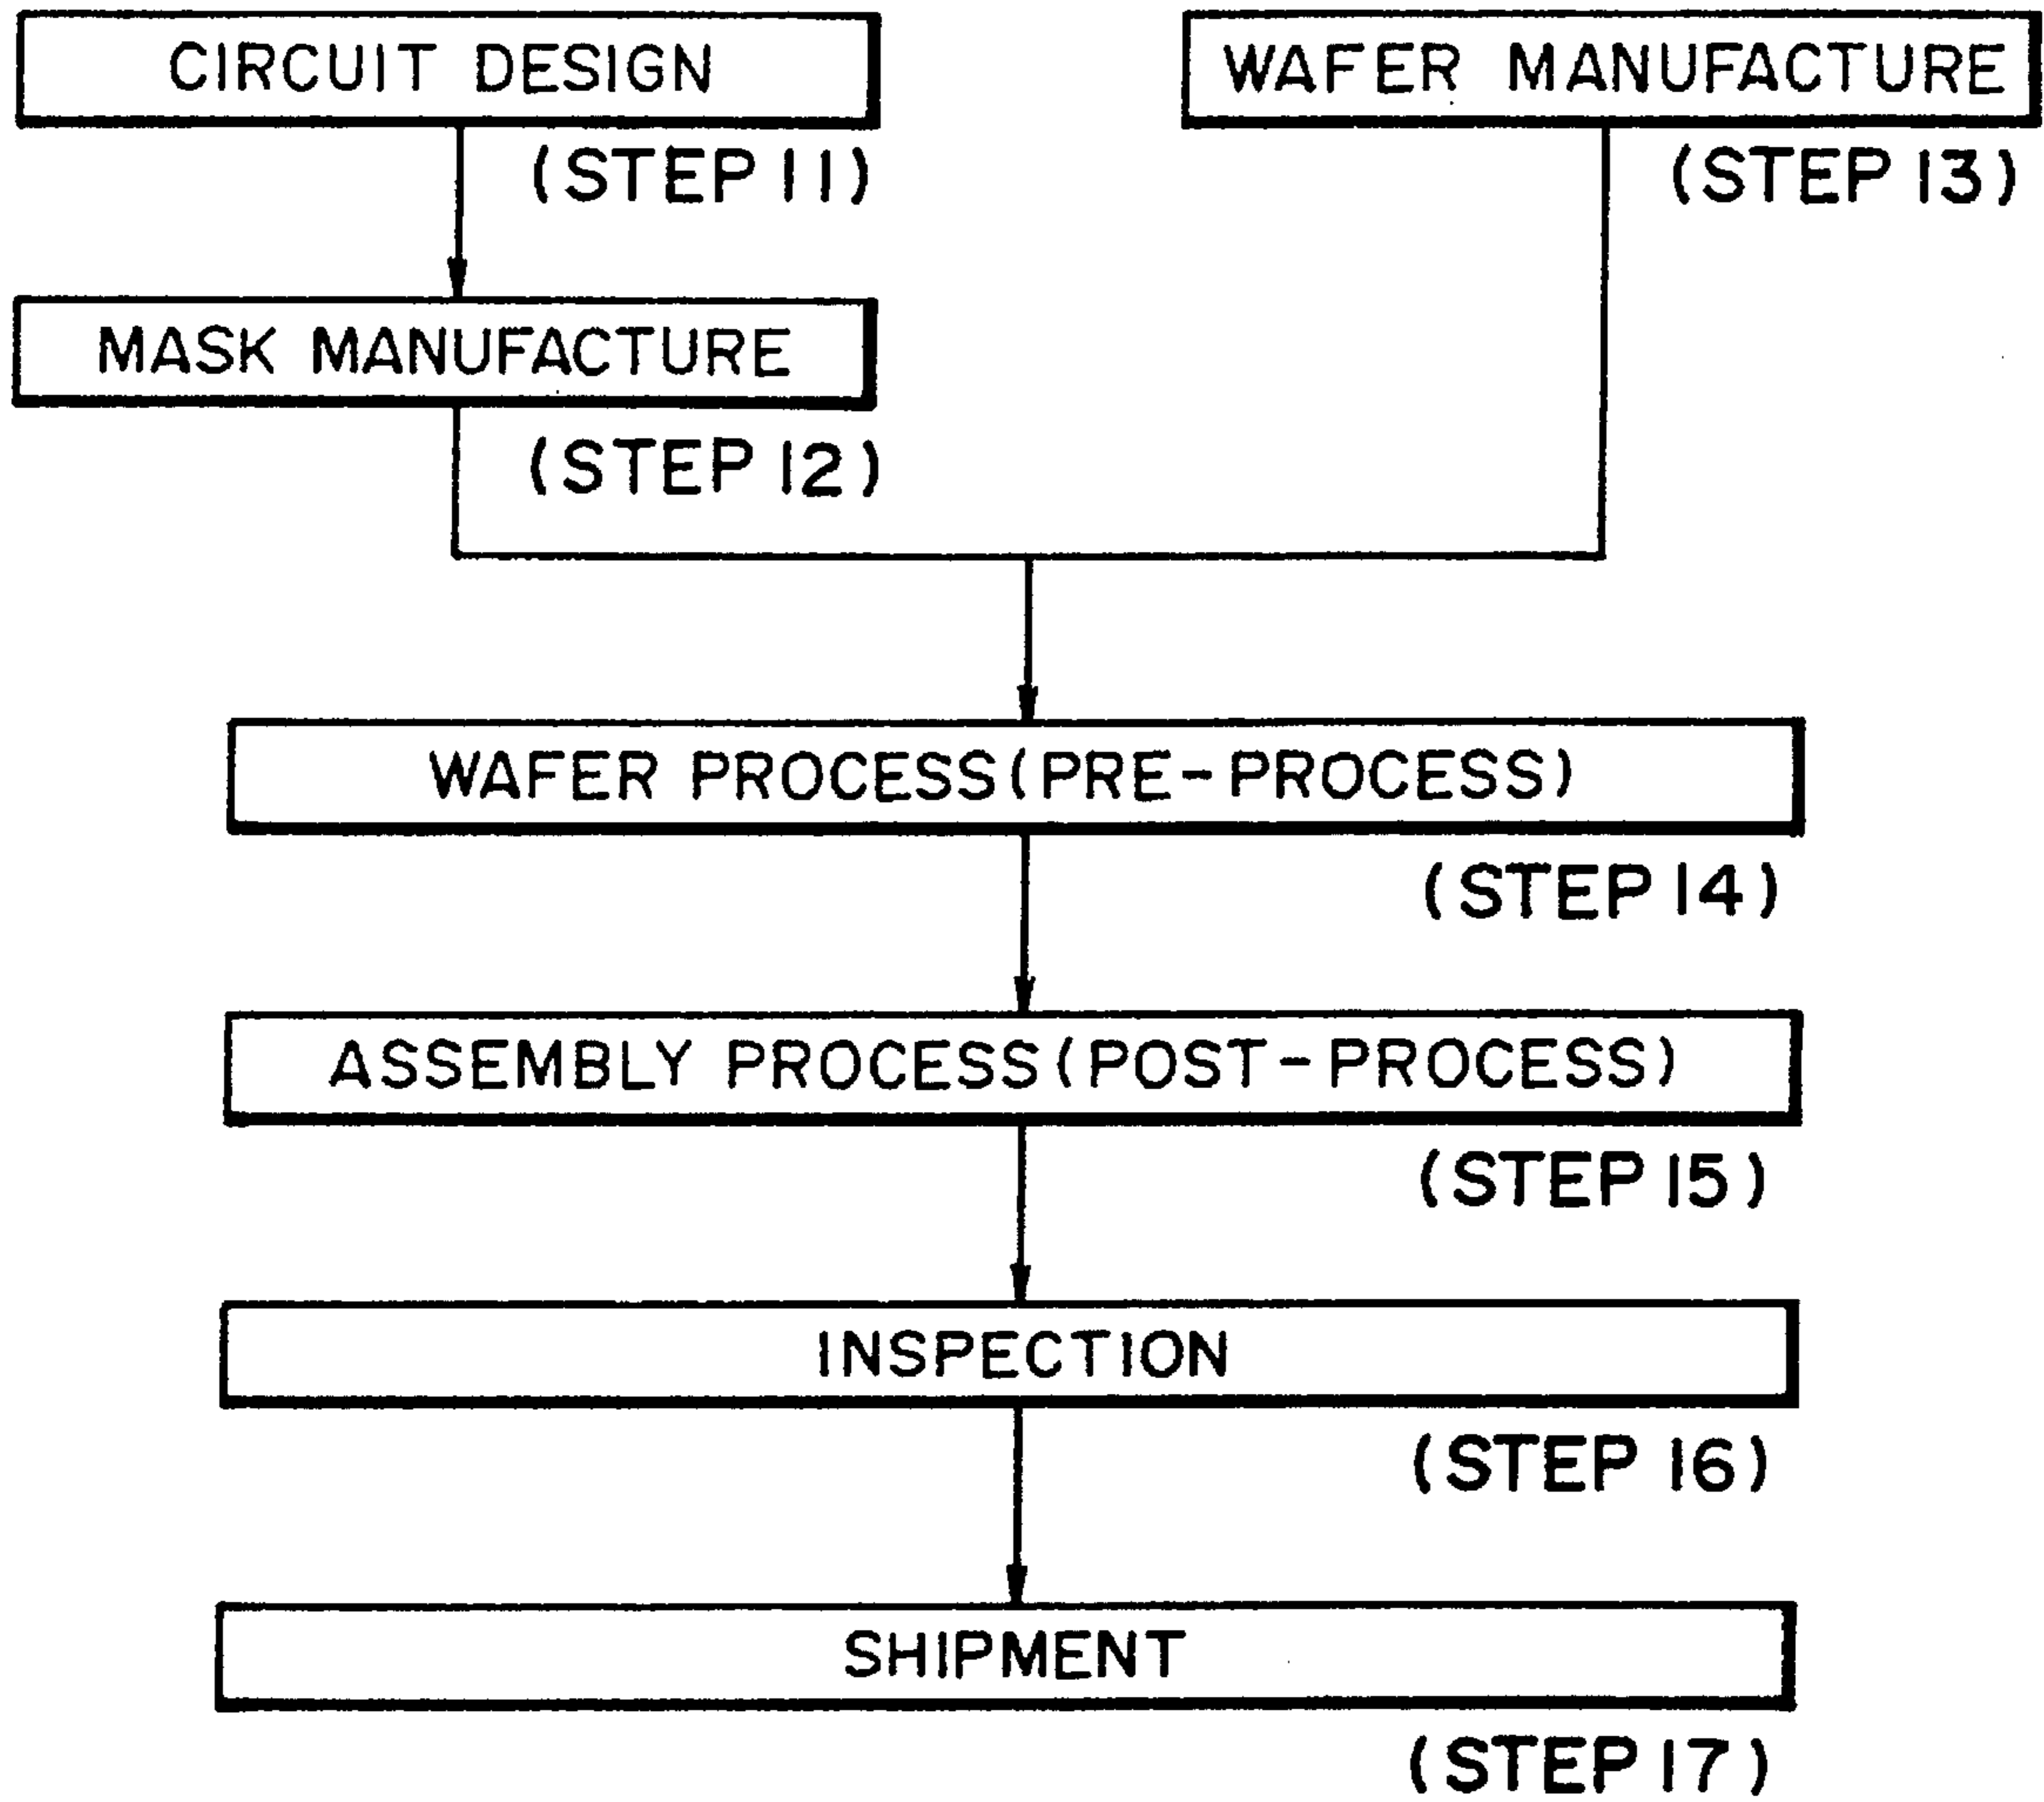 CIRCUIT DESIGN
(STEP 11)
WAFER MANUFACTURE
(STEP 13)
MASK MANUFACTURE
(STEP 12)
WAFER PROCESS(PRE-PROCESS)
(STEP 14)
ASSEMBLY PROCESS(POST-PROCESS)
(STEP 15)
INSPECTION
(STEP 16)
SHIPMENT
(STEP 17)